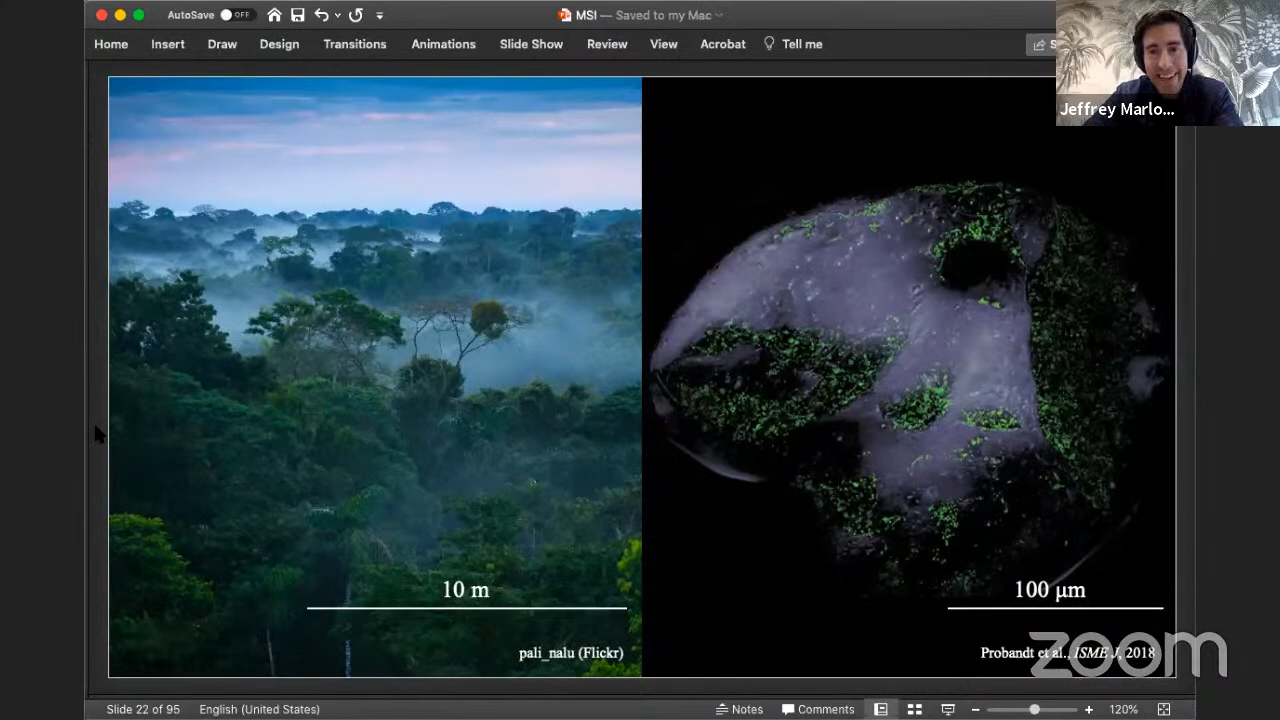 AutoSave OFF
MSI — Saved to my Mac
Home Insert Draw Design Transitions Animations Slide Show Review View Acrobat Tell me
Jeffrey Marlo...
10 m
pali_nalu (Flickr)
100 μm
Probandt et al., ISME J, 2018
zoom
Slide 22 of 95 English (United States) Notes Comments 120%